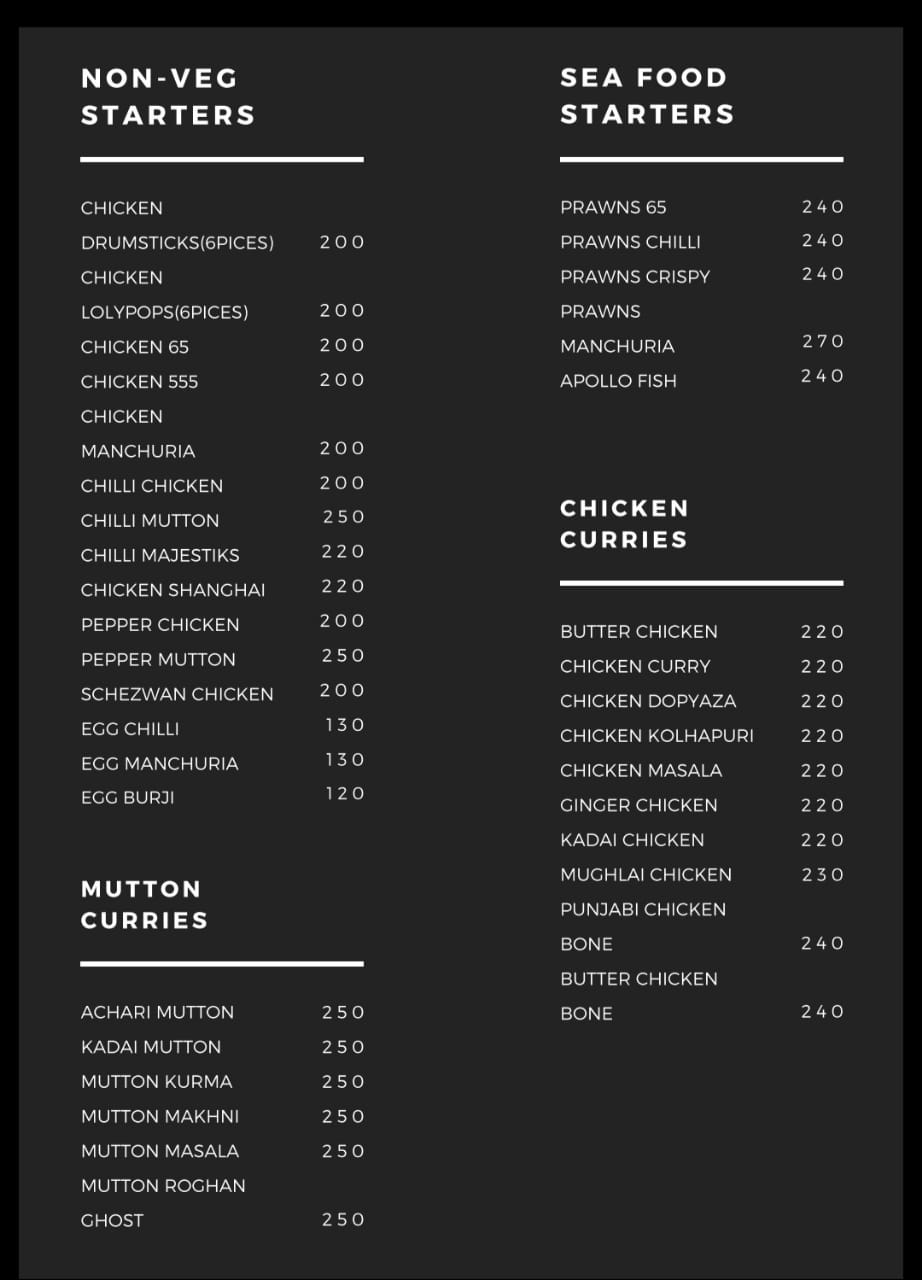 NON-VEG
STARTERS
CHICKEN
DRUMSTICKS(6PICES) 200
CHICKEN
LOLYPOPS(6PICES) 200
CHICKEN 65 200
CHICKEN 555 200
CHICKEN
MANCHURIA 200
CHILLI CHICKEN 200
CHILLI MUTTON 250
CHILLI MAJESTIKS 220
CHICKEN SHANGHAI 220
PEPPER CHICKEN 200
PEPPER MUTTON 250
SCHEZWAN CHICKEN 200
EGG CHILLI 130
EGG MANCHURIA 130
EGG BURJI 120
MUTTON
CURRIES
ACHARI MUTTON 250
KADAI MUTTON 250
MUTTON KURMA 250
MUTTON MAKHNI 250
MUTTON MASALA 250
MUTTON ROGHAN
GHOST 250
SEA FOOD
STARTERS
PRAWNS 65 240
PRAWNS CHILLI 240
PRAWNS CRISPY 240
PRAWNS
MANCHURIA 270
APOLLO FISH 240
CHICKEN
CURRIES
BUTTER CHICKEN 220
CHICKEN CURRY 220
CHICKEN DOPYAZA 220
CHICKEN KOLHAPURI 220
CHICKEN MASALA 220
GINGER CHICKEN 220
KADAI CHICKEN 220
MUGHLAI CHICKEN 230
PUNJABI CHICKEN
BONE 240
BUTTER CHICKEN
BONE 240